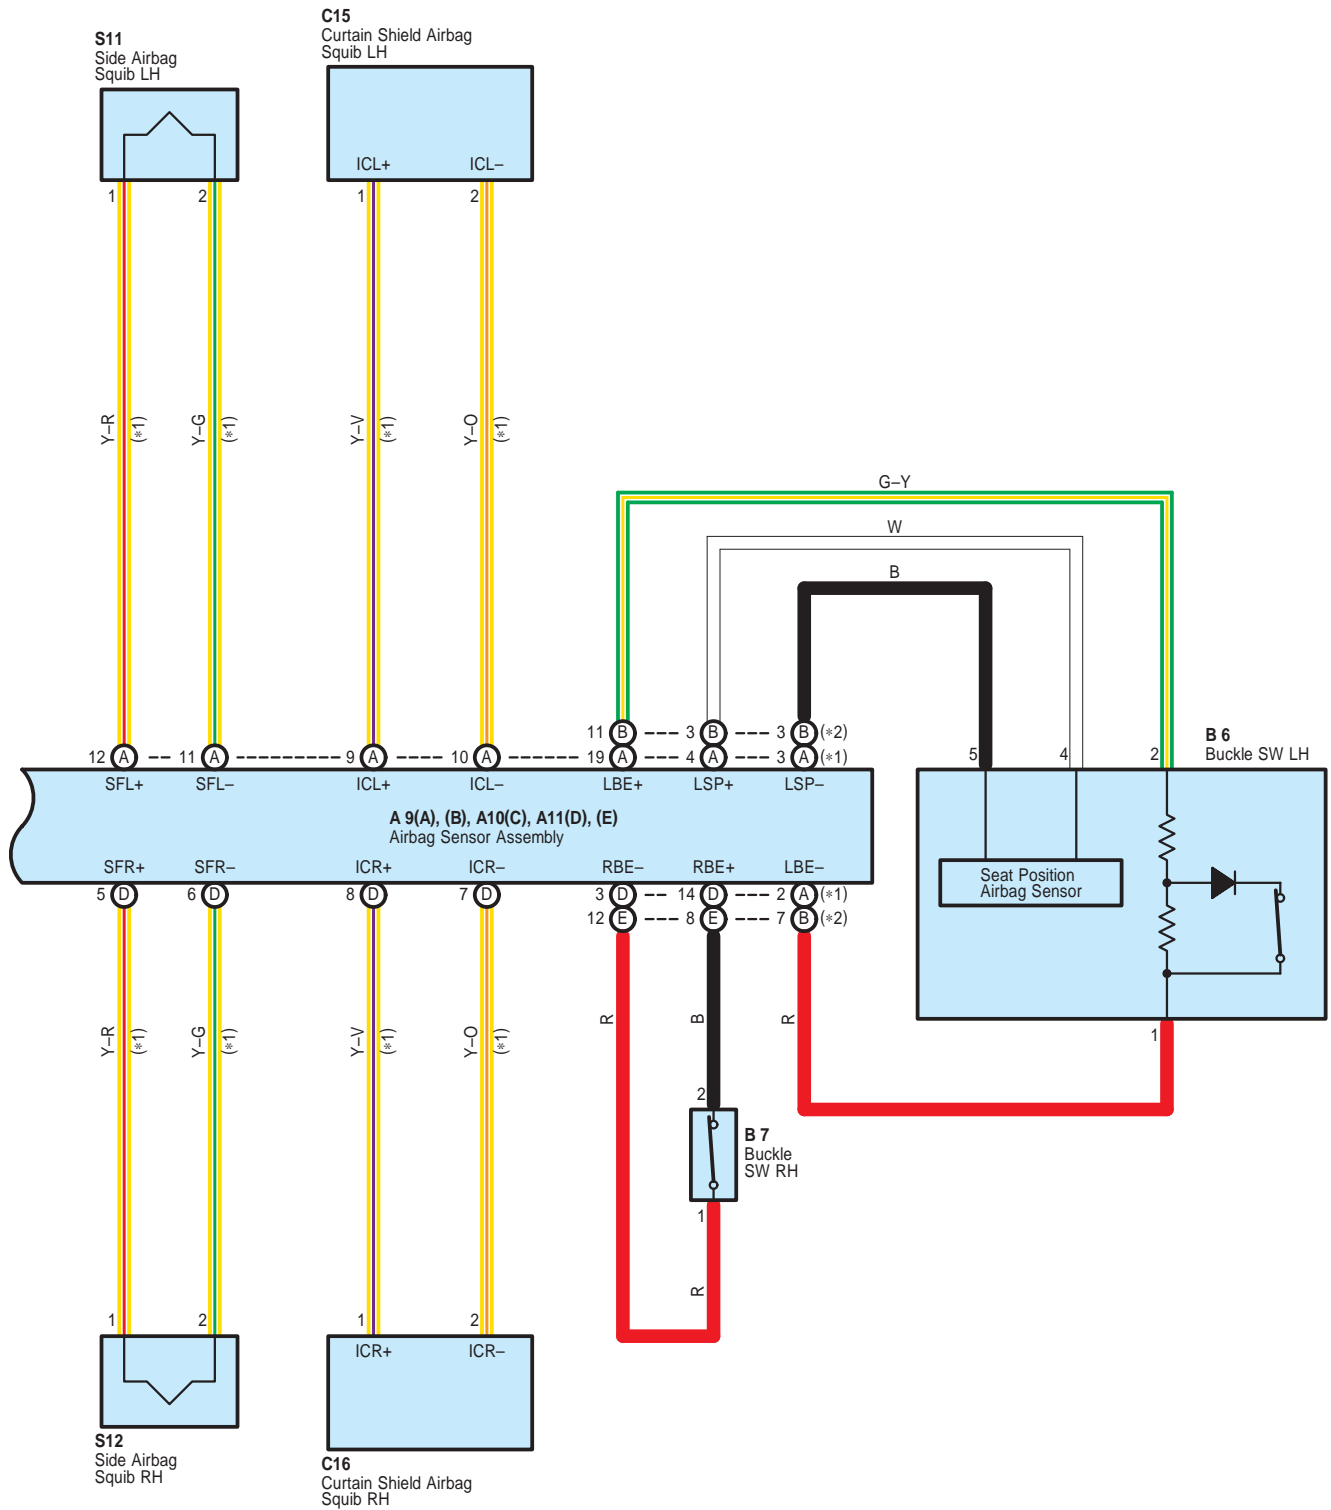 S11
Side Airbag
Squib LH
C15
Curtain Shield Airbag
Squib LH
ICL+ ICL–
1 2 1 2
Y–R (*1) Y–G (*1) Y–V (*1) Y–O (*1)
G–Y
W
B
11 B 3 B 3 B (*2)
12 A 11 A 9 A 10 A 19 A 4 A 3 A (*1)
SFL+ SFL– ICL+ ICL– LBE+ LSP+ LSP–
A 9(A), (B), A10(C), A11(D), (E)
Airbag Sensor Assembly
SFR+ SFR– ICR+ ICR– RBE– RBE+ LBE–
5 D 6 D 8 D 7 D 3 D 14 D 2 A (*1)
12 E 8 E 7 B (*2)
B 6
Buckle SW LH
5 4 2
Seat Position
Airbag Sensor
1
Y–R (*1) Y–G (*1) Y–V (*1) Y–O (*1) R B R
2
B 7
Buckle
SW RH
1
R
1 2 1 2
ICR+ ICR–
S12
Side Airbag
Squib RH
C16
Curtain Shield Airbag
Squib RH